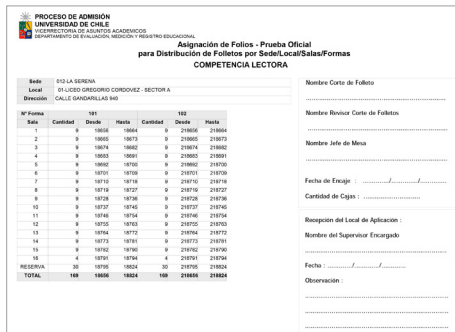 PROCESO DE ADMISIÓN
UNIVERSIDAD DE CHILE
VICERRECTORIA DE ASUNTOS ACADEMICOS
DEPARTAMENTO DE EVALUACIÓN, MEDICIÓN Y REGISTRO EDUCACIONAL
Asignación de Folios - Prueba Oficial
para Distribución de Folletos por Sede/Local/Salas/Formas
COMPETENCIA LECTORA
Sede 012-LA SERENA
Local 01-LICEO GREGORIO CORDOVEZ - SECTOR A
Dirección CALLE GANDARILLAS 940
N° Forma 101 102
Sala Cantidad Desde Hasta Cantidad Desde Hasta
1 9 18656 18664 9 218656 218664
2 9 18665 18673 9 218665 218673
3 9 18674 18682 9 218674 218682
4 9 18683 18691 9 218683 218691
5 9 18692 18700 9 218692 218700
6 9 18701 18709 9 218701 218709
7 9 18710 18718 9 218710 218718
8 9 18719 18727 9 218719 218727
9 9 18728 18736 9 218728 218736
10 9 18737 18745 9 218737 218745
11 9 18746 18754 9 218746 218754
12 9 18755 18763 9 218755 218763
13 9 18764 18772 9 218764 218772
14 9 18773 18781 9 218773 218781
15 9 18782 18790 9 218782 218790
16 4 18791 18794 4 218791 218794
RESERVA 30 18795 18824 30 218795 218824
TOTAL 169 18656 18824 169 218656 218824
Nombre Corte de Folleto
Nombre Revisor Corte de Folletos
Nombre Jefe de Mesa
Fecha de Encaje : ............/............/............
Cantidad de Cajas : .........................
Recepción del Local de Aplicación :
Nombre del Supervisor Encargado
Fecha : ............/............/............
Observación :